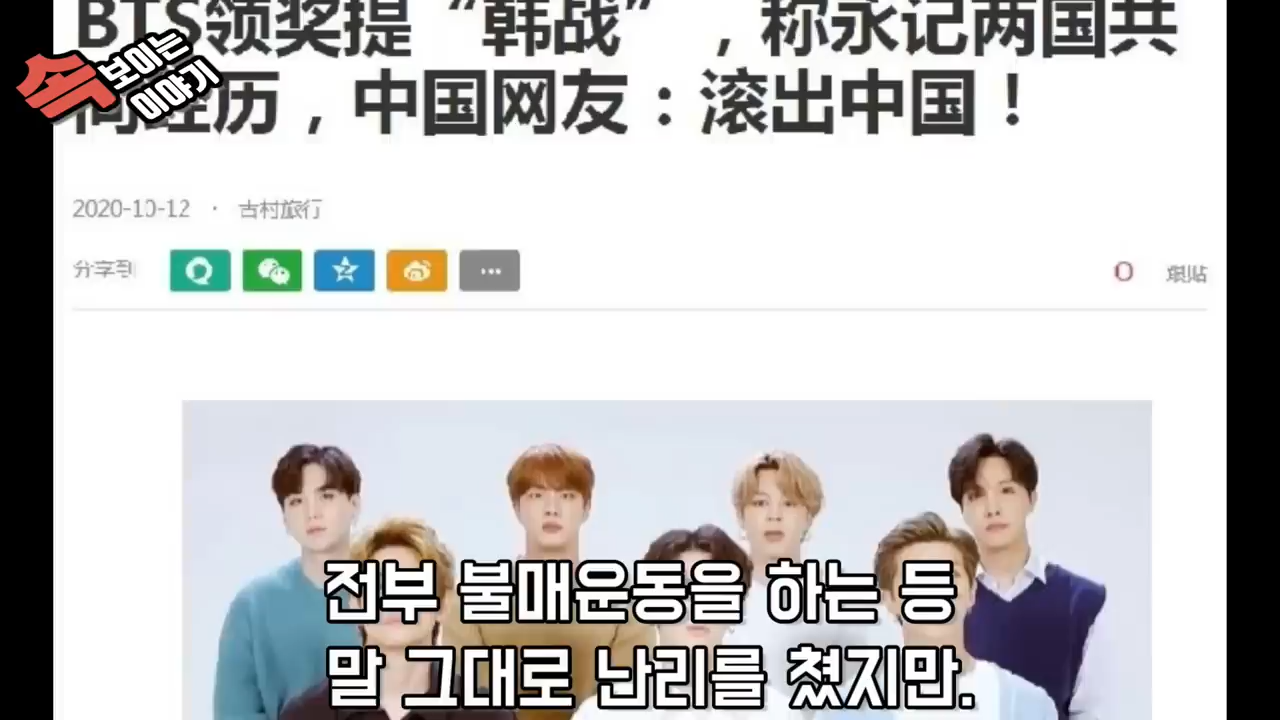 BTS领奖提“韩战”，称永记两国共
同经历，中国网友：滚出中国！
속
보이는
이야기
2020-10-12 · 古村旅行
分享到
0 跟贴
전부 불매운동을 하는 등
말 그대로 난리를 쳤지만.